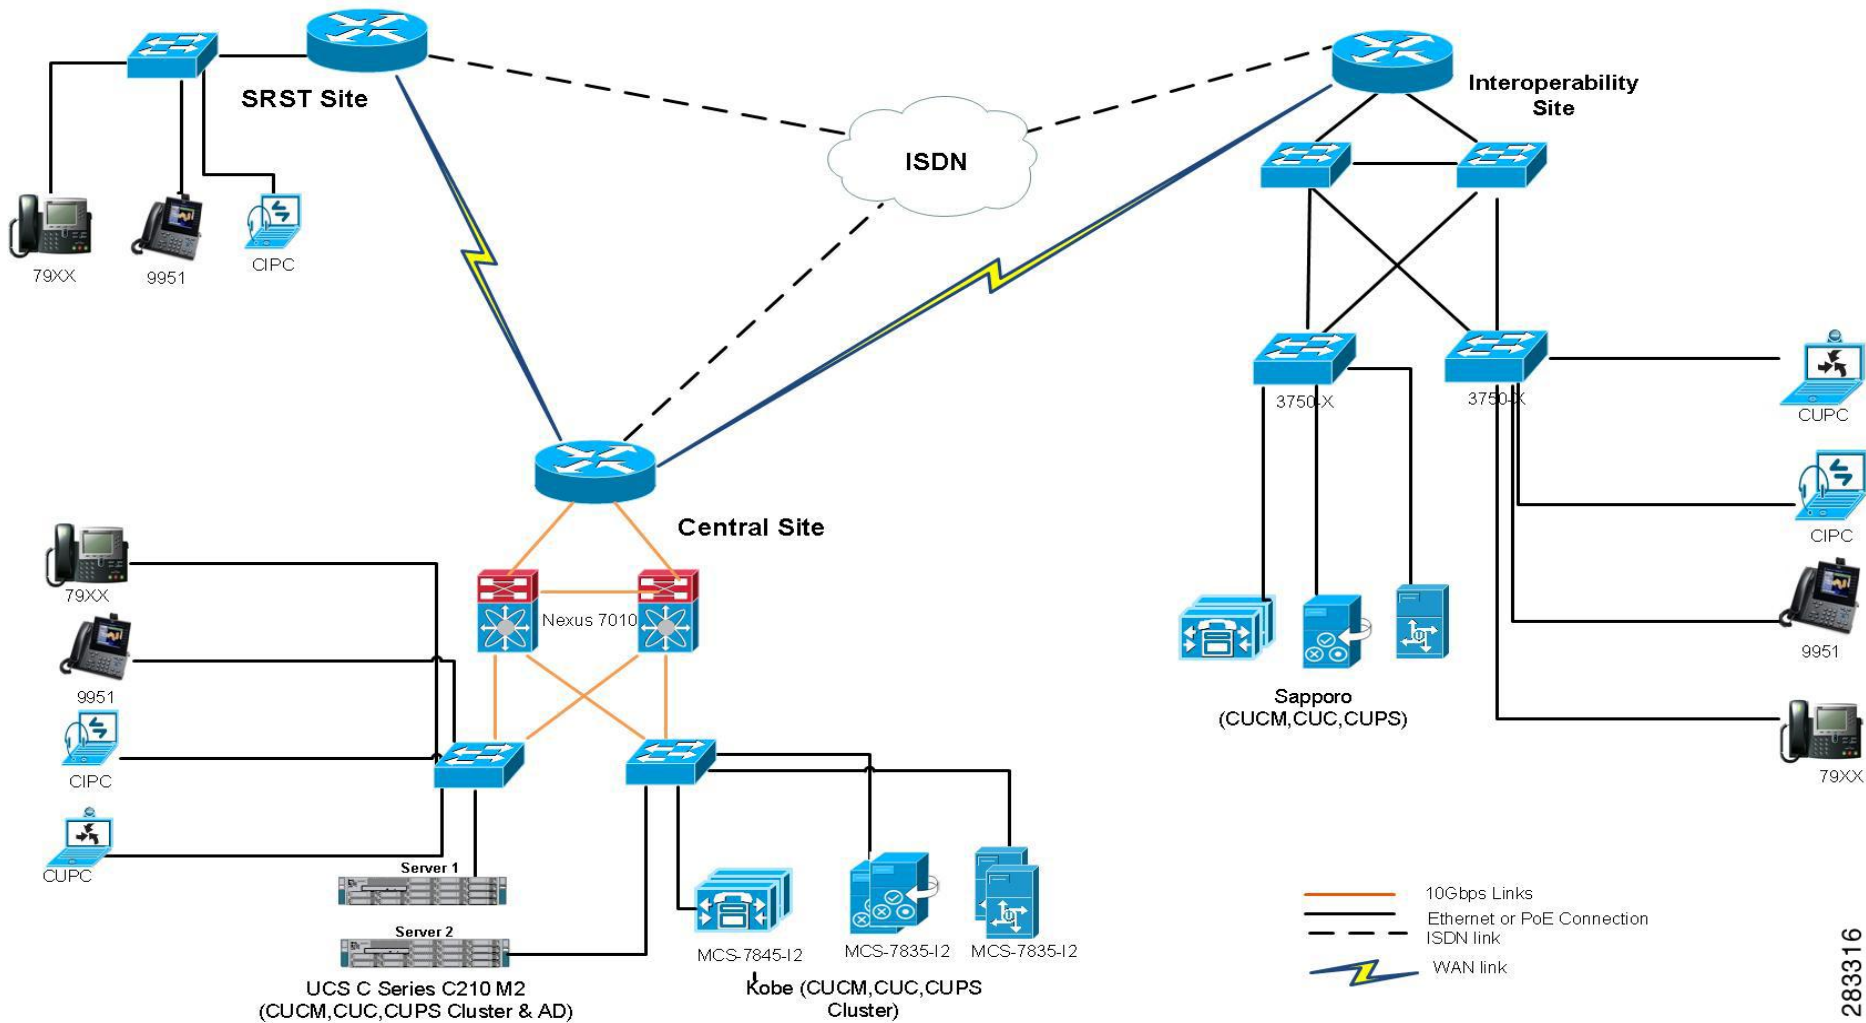 SRST Site
79XX
9951
CIPC
ISDN
Interoperability
Site
3750-X
3750-X
CUPC
CIPC
9951
79XX
Sapporo
(CUCM,CUC,CUPS)
Central Site
Nexus 7010
79XX
9951
CIPC
CUPC
Server 1
Server 2
UCS C Series C210 M2
(CUCM,CUC,CUPS Cluster & AD)
MCS-7845-I2
MCS-7835-I2
MCS-7835-I2
Kobe (CUCM,CUC,CUPS
Cluster)
10Gbps Links
Ethernet or PoE Connection
ISDN link
WAN link
283316